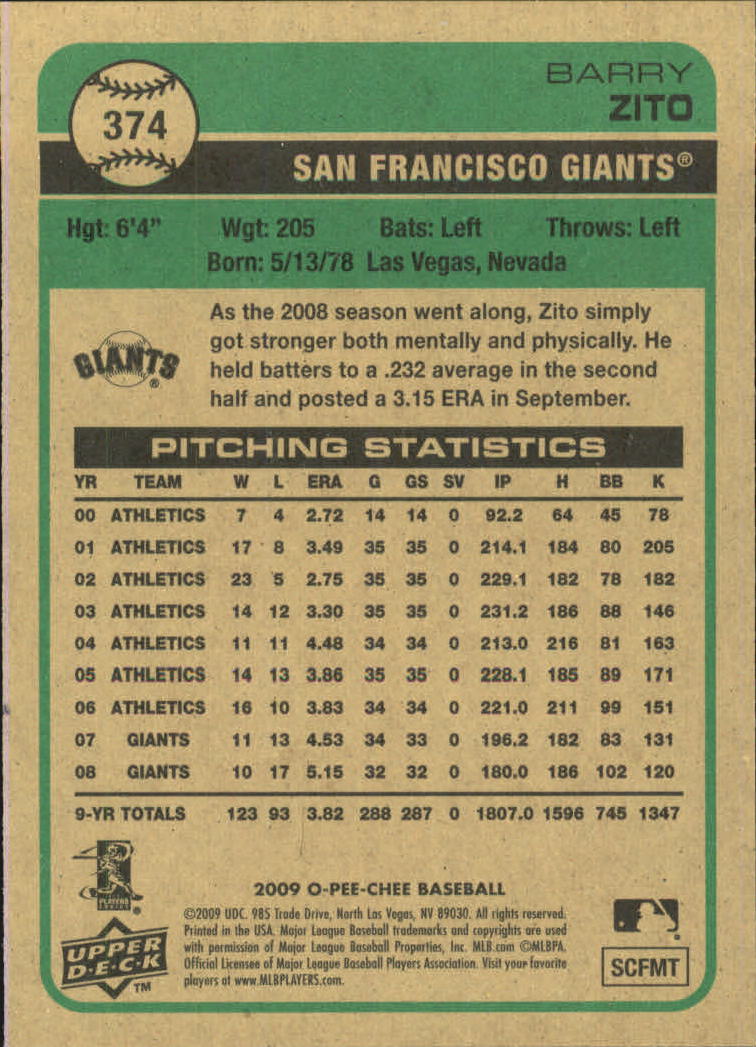 374
BARRY
ZITO
SAN FRANCISCO GIANTS®
Hgt: 6'4" Wgt: 205 Bats: Left Throws: Left
Born: 5/13/78 Las Vegas, Nevada
GIANTS®
As the 2008 season went along, Zito simply
got stronger both mentally and physically. He
held batters to a .232 average in the second
half and posted a 3.15 ERA in September.
PITCHING STATISTICS
YR TEAM W L ERA G GS SV IP H BB K
00 ATHLETICS 7 4 2.72 14 14 0 92.2 64 45 78
01 ATHLETICS 17 8 3.49 35 35 0 214.1 184 80 205
02 ATHLETICS 23 5 2.75 35 35 0 229.1 182 78 182
03 ATHLETICS 14 12 3.30 35 35 0 231.2 186 88 146
04 ATHLETICS 11 11 4.48 34 34 0 213.0 216 81 163
05 ATHLETICS 14 13 3.86 35 35 0 228.1 185 89 171
06 ATHLETICS 16 10 3.83 34 34 0 221.0 211 99 151
07 GIANTS 11 13 4.53 34 33 0 196.2 182 83 131
08 GIANTS 10 17 5.15 32 32 0 180.0 186 102 120
9-YR TOTALS 123 93 3.82 288 287 0 1807.0 1596 745 1347
PLAYERS
CHOICE ®
2009 O-PEE-CHEE BASEBALL
©2009 UDC. 985 Trade Drive, North Las Vegas, NV 89030. All rights reserved.
Printed in the USA. Major League Baseball trademarks and copyrights are used
with permission of Major League Baseball Properties, Inc. MLB.com ©MLBPA.
Official Licensee of Major League Baseball Players Association. Visit your favorite
players at www.MLBPLAYERS.com.
UPPER
D·E·C·K
TM
SCFMT